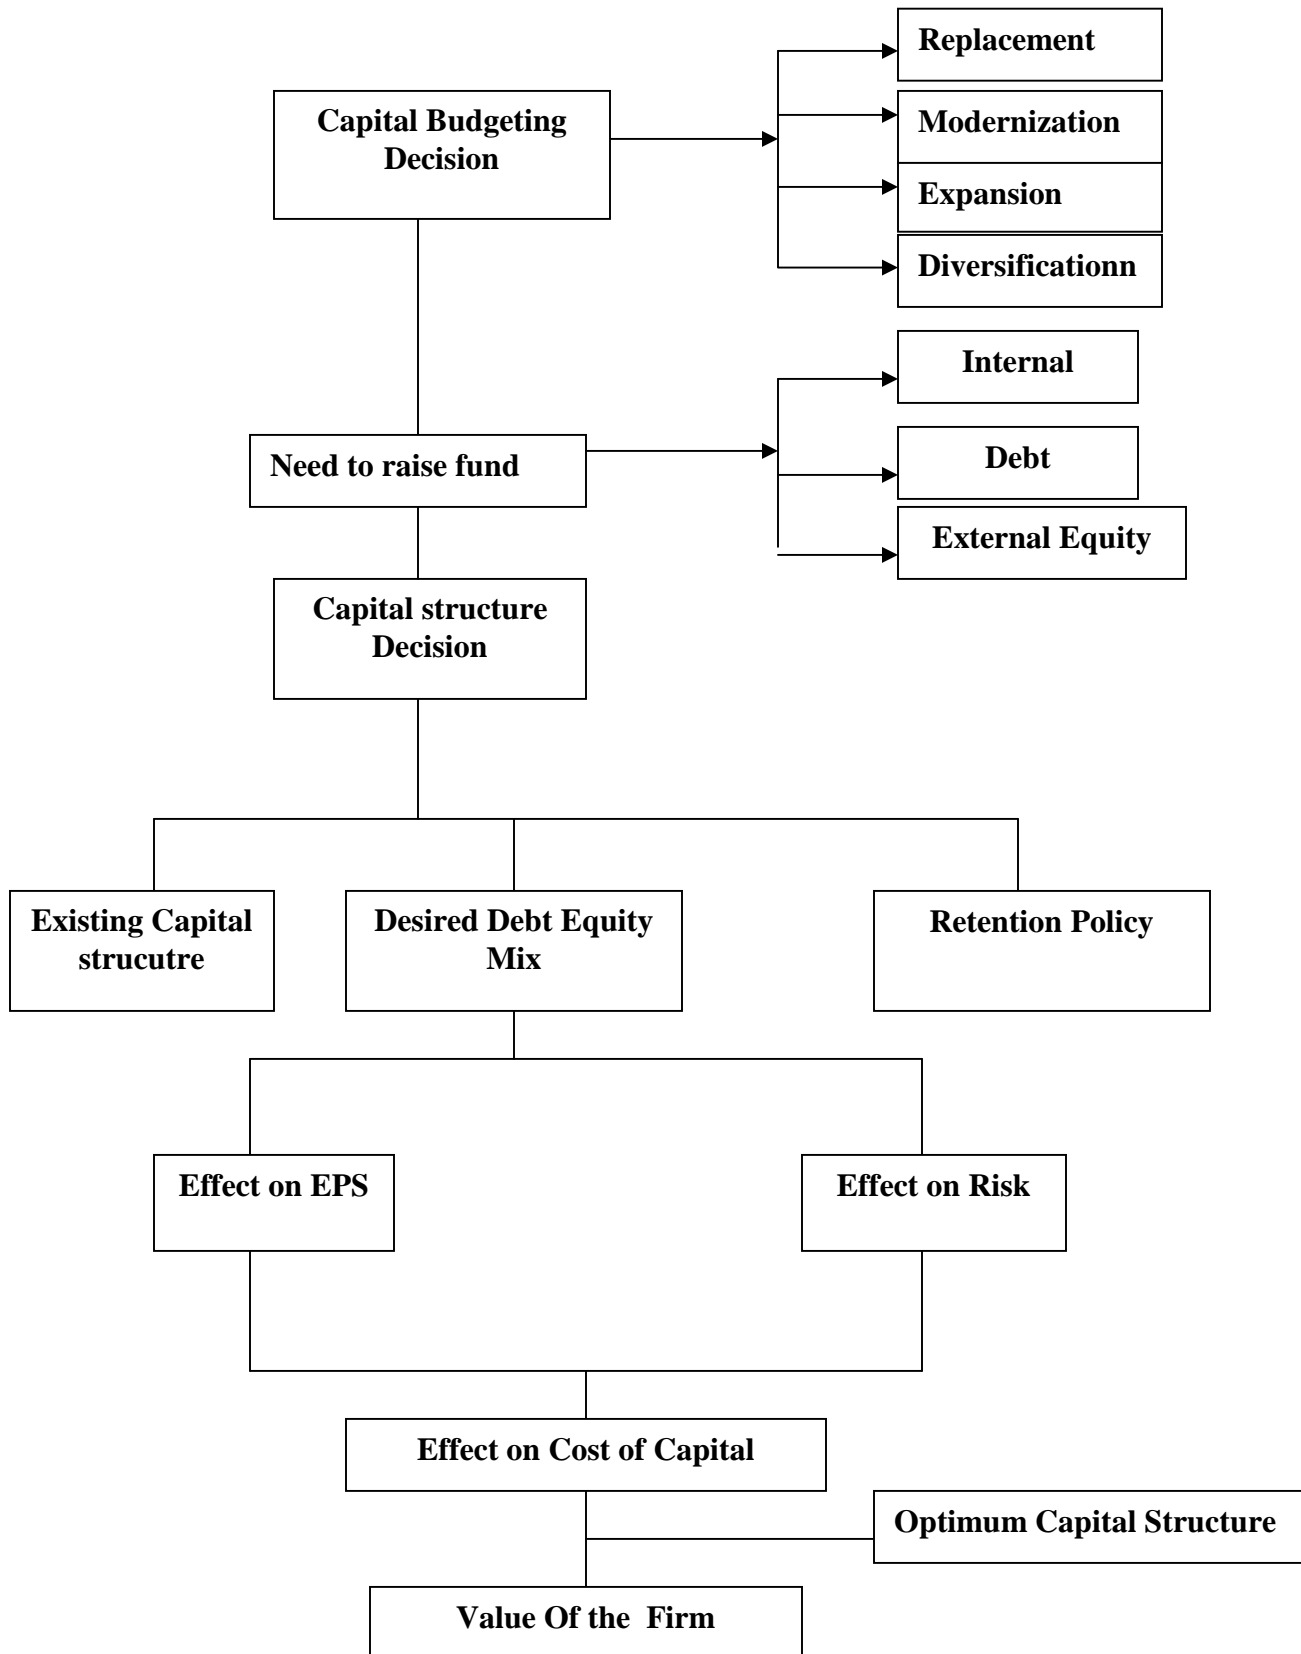 Replacement
Capital Budgeting
Decision
Modernization
Expansion
Diversificationn
Internal
Need to raise fund
Debt
External Equity
Capital structure
Decision
Existing Capital
strucutre
Desired Debt Equity
Mix
Retention Policy
Effect on EPS
Effect on Risk
Effect on Cost of Capital
Optimum Capital Structure
Value Of the  Firm